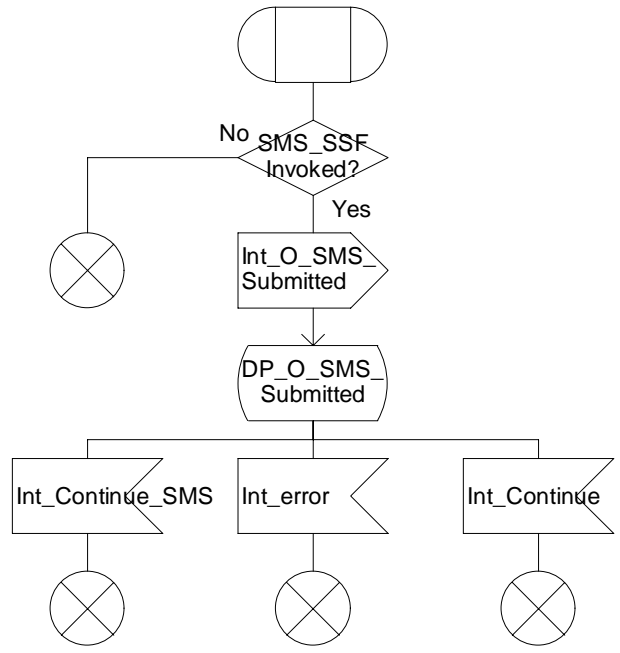 No
SMS_SSF
Invoked?
Yes
Int_O_SMS_
Submitted
DP_O_SMS_
Submitted
Int_Continue_SMS
Int_error
Int_Continue